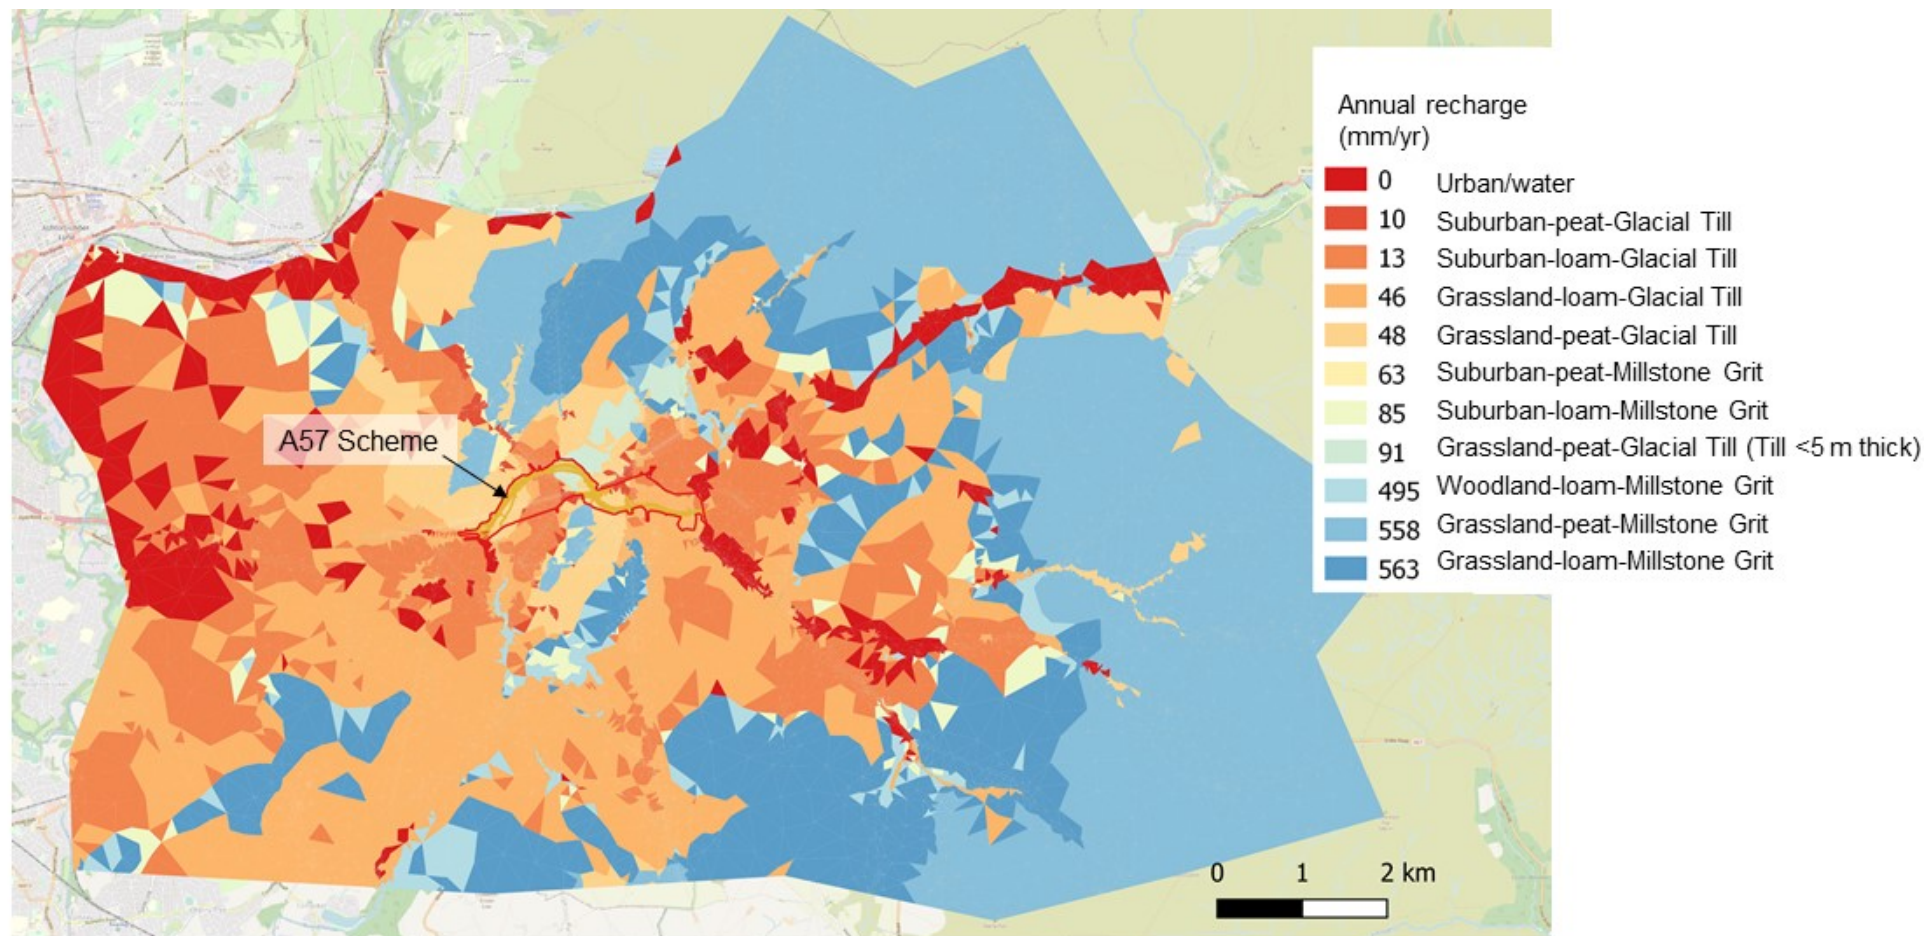 Annual recharge
(mm/yr)
0 Urban/water
10 Suburban-peat-Glacial Till
13 Suburban-loam-Glacial Till
46 Grassland-loam-Glacial Till
48 Grassland-peat-Glacial Till
63 Suburban-peat-Millstone Grit
85 Suburban-loam-Millstone Grit
91 Grassland-peat-Glacial Till (Till <5 m thick)
495 Woodland-loam-Millstone Grit
558 Grassland-peat-Millstone Grit
563 Grassland-loam-Millstone Grit
A57 Scheme
0 1 2 km